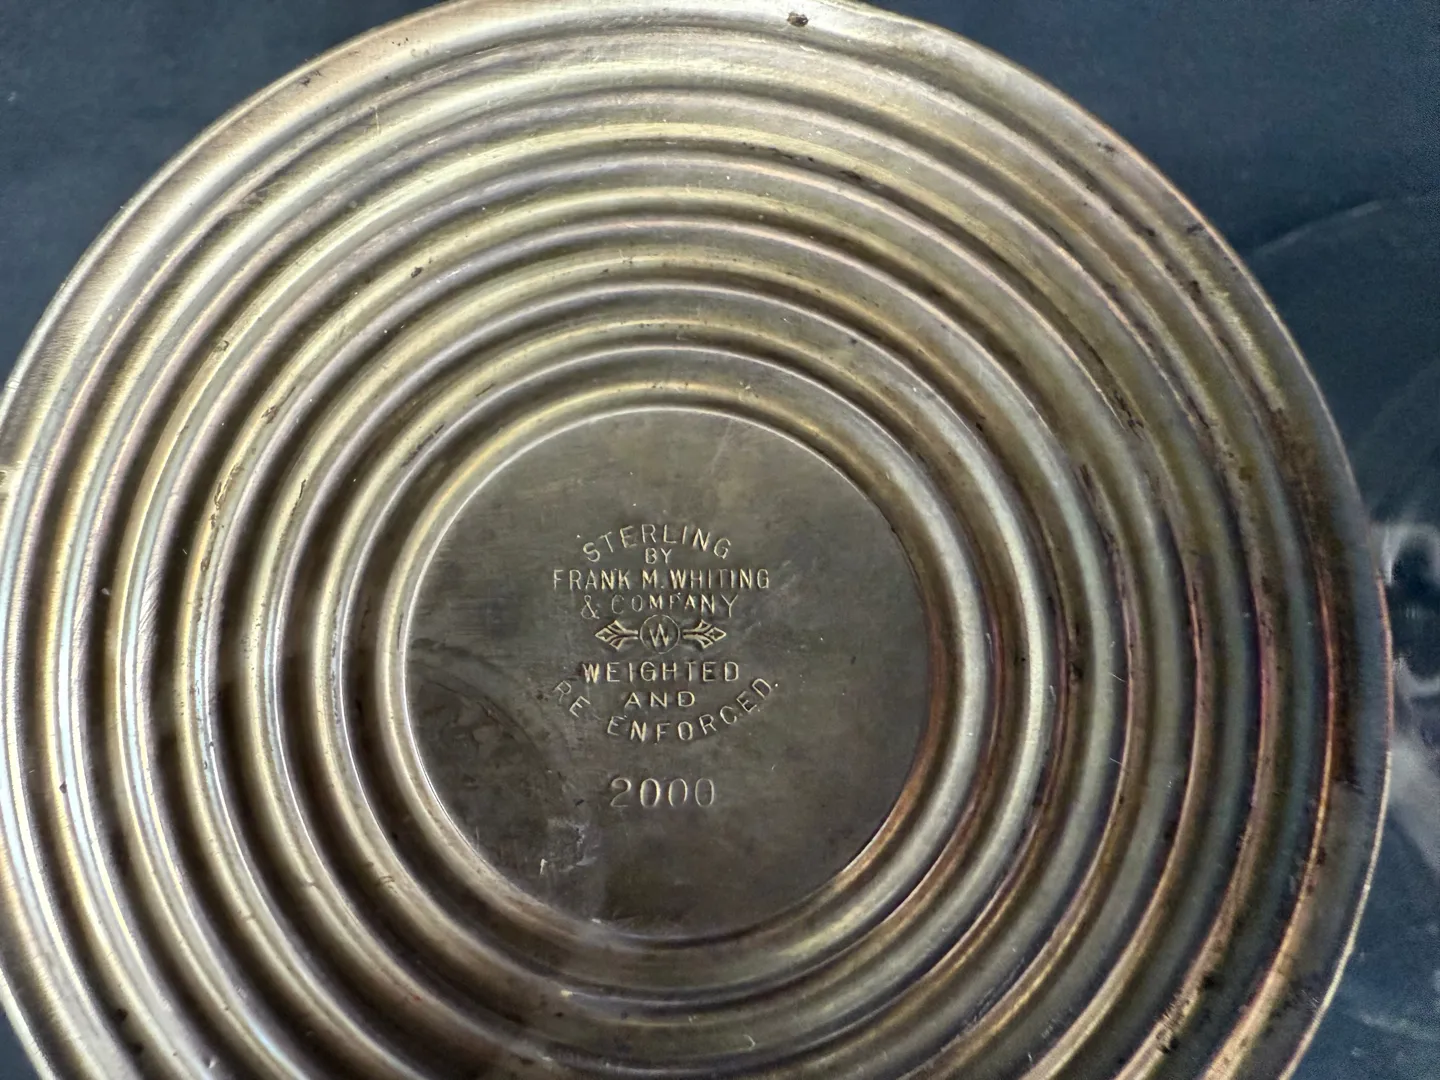 STERLING
BY
FRANK M. WHITING
& COMPANY
W
WEIGHTED
AND
RE-ENFORCED.
2000